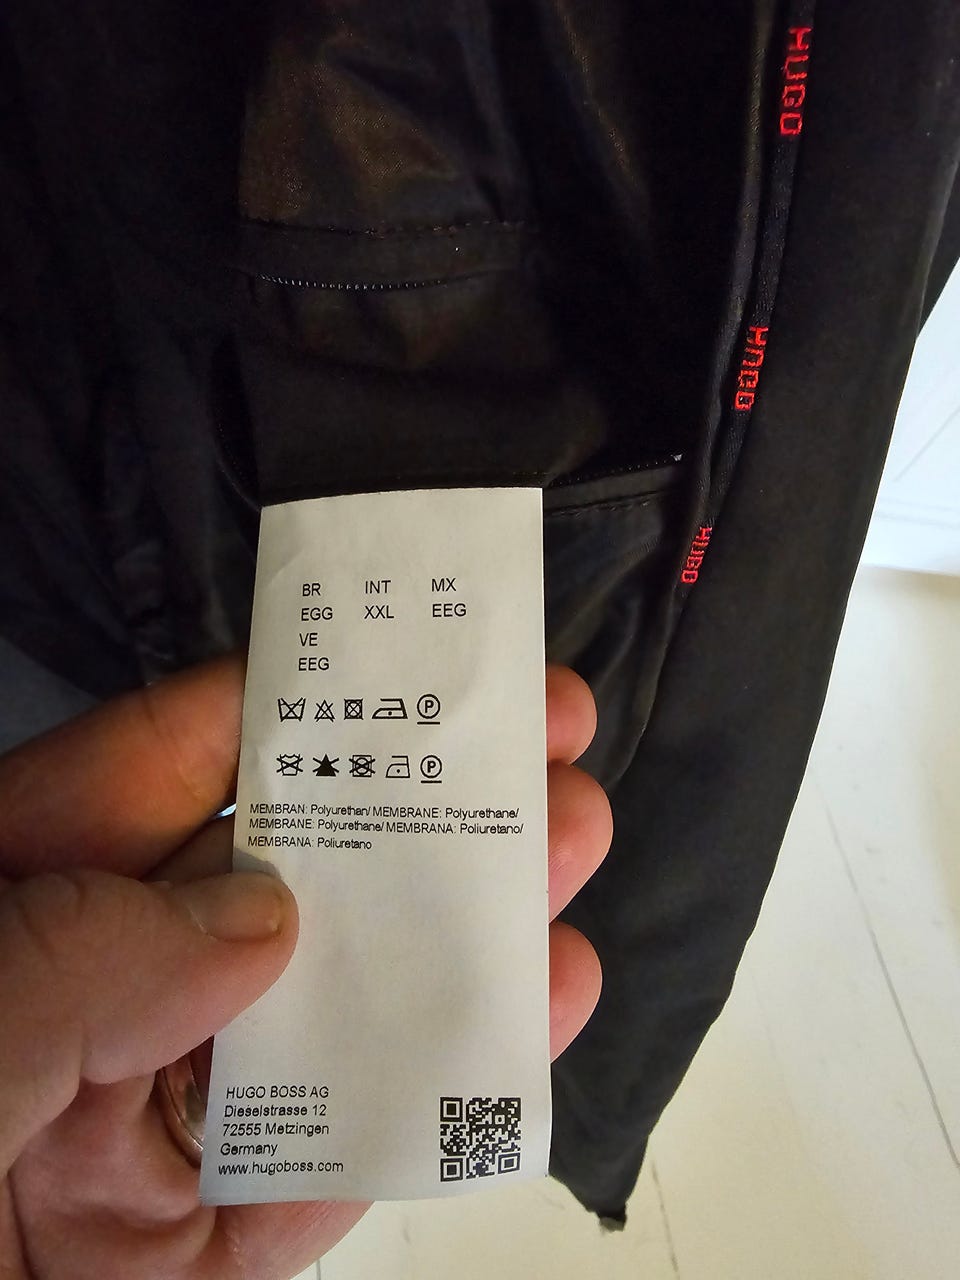 HUGO
HUGO
HUGO
BR INT MX
EGG XXL EEG
VE
EEG
P
P
MEMBRAN: Polyurethan/ MEMBRANE: Polyurethane/
MEMBRANE: Polyurethane/ MEMBRANA: Poliuretano/
MEMBRANA: Poliuretano
HUGO BOSS AG
Dieselstrasse 12
72555 Metzingen
Germany
www.hugoboss.com